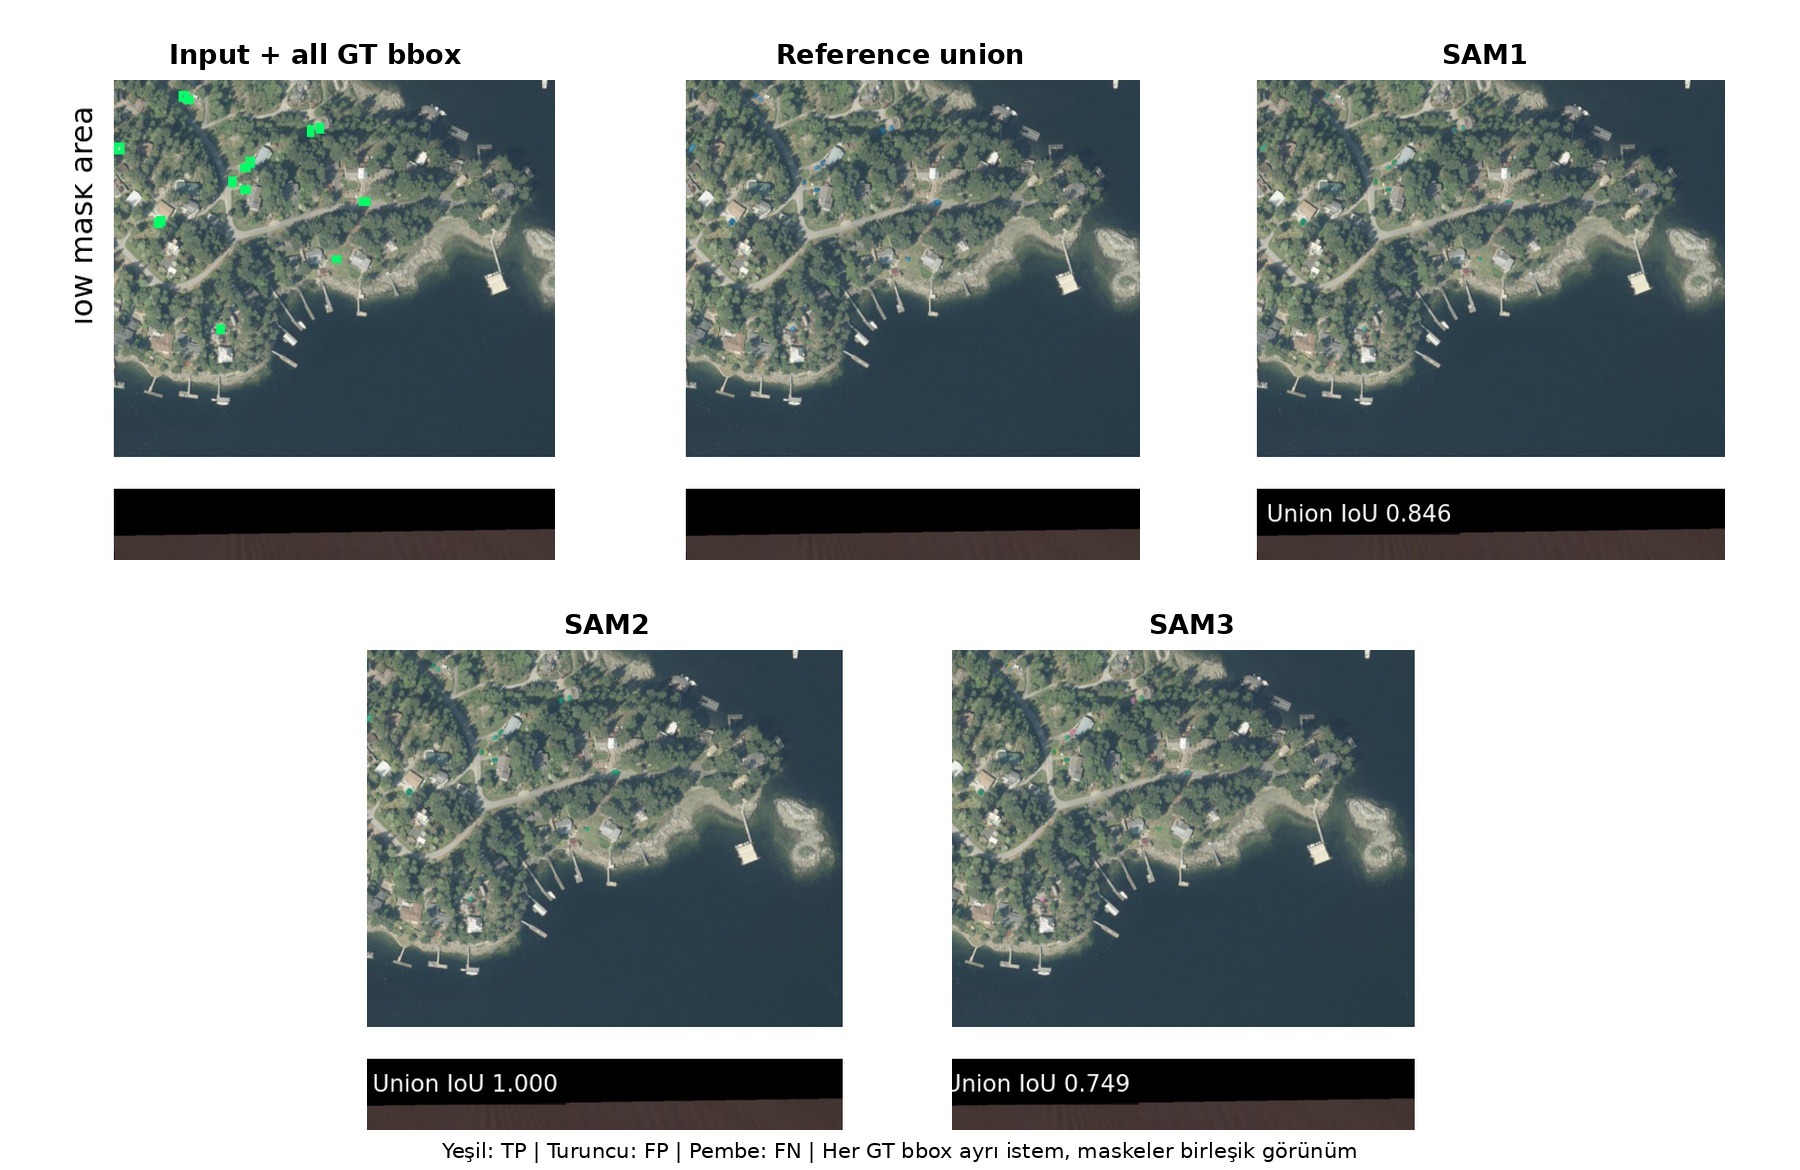 Input + all GT bbox
Reference union
SAM1
low mask area
Union IoU 0.846
SAM2
SAM3
Union IoU 1.000
Union IoU 0.749
Yeşil: TP | Turuncu: FP | Pembe: FN | Her GT bbox ayrı istem, maskeler birleşik görünüm